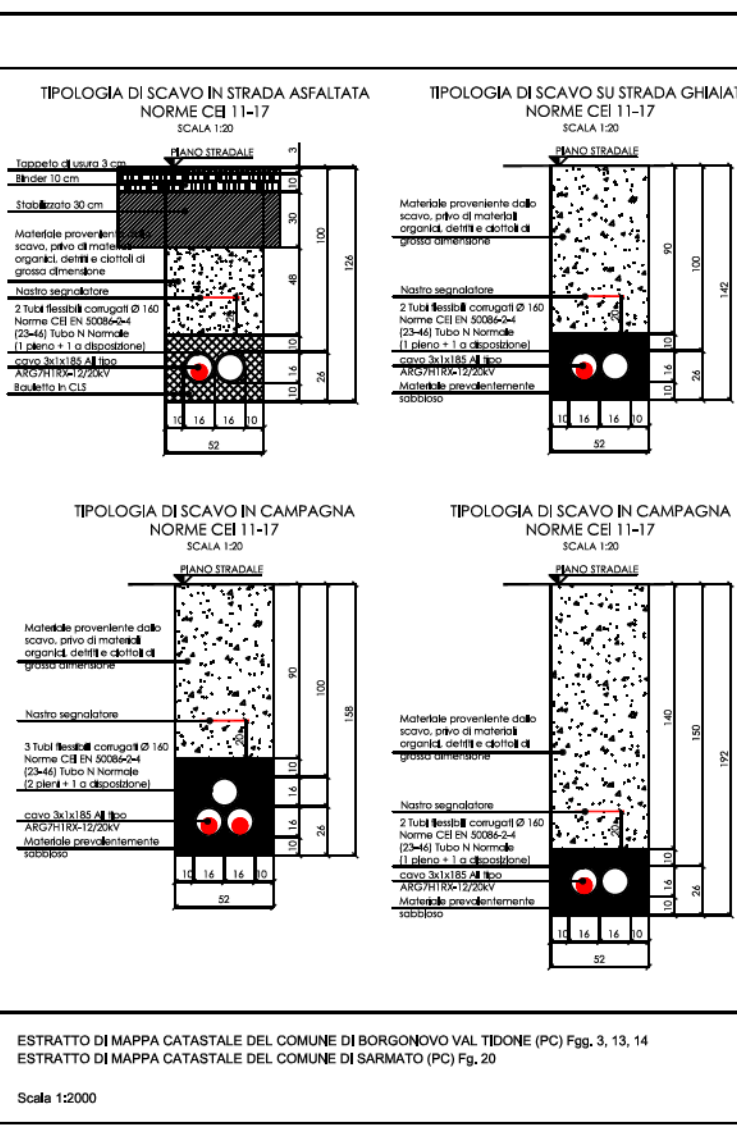 TIPOLOGIA DI SCAVO IN STRADA ASFALTATA
NORME CEI 11-17
SCALA 1:20
PIANO STRADALE
Tappeto di usura 3 cm
Binder 10 cm
Stabilizzato 30 cm
Materiale proveniente dallo
scavo, privo di materiali
organici, detriti e ciottoli di
grossa dimensione
Nastro segnalatore
2 Tubi flessibili corrugati Ø 160
Norme CEI EN 50086-2-4
(23-46) Tubo N Normale
(1 pieno + 1 a disposizione)
cavo 3x1x185 Al tipo
ARG7H1RX-12/20kV
Bauletto in CLS
3
10
30
48
20
10
16
10
100
26
126
10 16 16 10
52
TIPOLOGIA DI SCAVO SU STRADA GHIAIAT
NORME CEI 11-17
SCALA 1:20
PIANO STRADALE
Materiale proveniente dallo
scavo, privo di materiali
organici, detriti e ciottoli di
grossa dimensione
Nastro segnalatore
2 Tubi flessibili corrugati Ø 160
Norme CEI EN 50086-2-4
(23-46) Tubo N Normale
(1 pieno + 1 a disposizione)
cavo 3x1x185 Al tipo
ARG7H1RX-12/20kV
Materiale prevalentemente
sabbioso
90
20
10
16
10
100
26
142
10 16 16 10
52
TIPOLOGIA DI SCAVO IN CAMPAGNA
NORME CEI 11-17
SCALA 1:20
PIANO STRADALE
Materiale proveniente dallo
scavo, privo di materiali
organici, detriti e ciottoli di
grossa dimensione
Nastro segnalatore
3 Tubi flessibili corrugati Ø 160
Norme CEI EN 50086-2-4
(23-46) Tubo N Normale
(2 pieni + 1 a disposizione)
cavo 3x1x185 Al tipo
ARG7H1RX-12/20kV
Materiale prevalentemente
sabbioso
90
20
10
16
16
10
100
26
158
10 16 16 10
52
TIPOLOGIA DI SCAVO IN CAMPAGNA
NORME CEI 11-17
SCALA 1:20
PIANO STRADALE
Materiale proveniente dallo
scavo, privo di materiali
organici, detriti e ciottoli di
grossa dimensione
Nastro segnalatore
2 Tubi flessibili corrugati Ø 160
Norme CEI EN 50086-2-4
(23-46) Tubo N Normale
(1 pieno + 1 a disposizione)
cavo 3x1x185 Al tipo
ARG7H1RX-12/20kV
Materiale prevalentemente
sabbioso
140
20
10
16
10
150
26
192
10 16 16 10
52
ESTRATTO DI MAPPA CATASTALE DEL COMUNE DI BORGONOVO VAL TIDONE (PC) Fgg. 3, 13, 14
ESTRATTO DI MAPPA CATASTALE DEL COMUNE DI SARMATO (PC) Fg. 20
Scala 1:2000